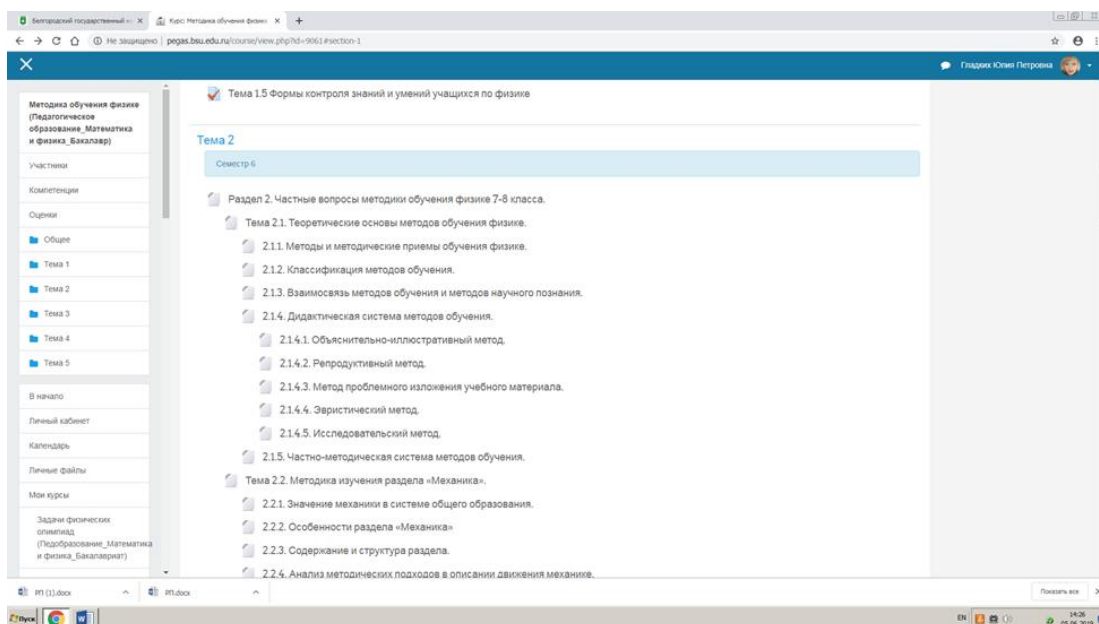 Белгородский государственный
Курс: Методика обучения физике
Не защищено | pegas.bsu.edu.ru/course/view.php?id=9061#section-1
Гладких Юлия Петровна
Методика обучения физике
(Педагогическое
образование_Математика
и физика_Бакалавр)
Участники
Компетенции
Оценки
Общее
Тема 1
Тема 2
Тема 3
Тема 4
Тема 5
В начало
Личный кабинет
Календарь
Личные файлы
Мои курсы
Задачи физических
олимпиад
(Педобразование_Математика
и физика_Бакалавриат)
Тема 1.5 Формы контроля знаний и умений учащихся по физике
Тема 2
Семестр 6
Раздел 2. Частные вопросы методики обучения физике 7-8 класса.
Тема 2.1. Теоретические основы методов обучения физике.
2.1.1. Методы и методические приемы обучения физике.
2.1.2. Классификация методов обучения.
2.1.3. Взаимосвязь методов обучения и методов научного познания.
2.1.4. Дидактическая система методов обучения.
2.1.4.1. Объяснительно-иллюстративный метод.
2.1.4.2. Репродуктивный метод.
2.1.4.3. Метод проблемного изложения учебного материала.
2.1.4.4. Эвристический метод.
2.1.4.5. Исследовательский метод.
2.1.5. Частно-методическая система методов обучения.
Тема 2.2. Методика изучения раздела «Механика».
2.2.1. Значение механики в системе общего образования.
2.2.2. Особенности раздела «Механика»
2.2.3. Содержание и структура раздела.
2.2.4. Анализ методических подходов в описании движения механике.
РП (1).docx
РП.docx
Показать все
Пуск
EN
14:26
05.06.2019